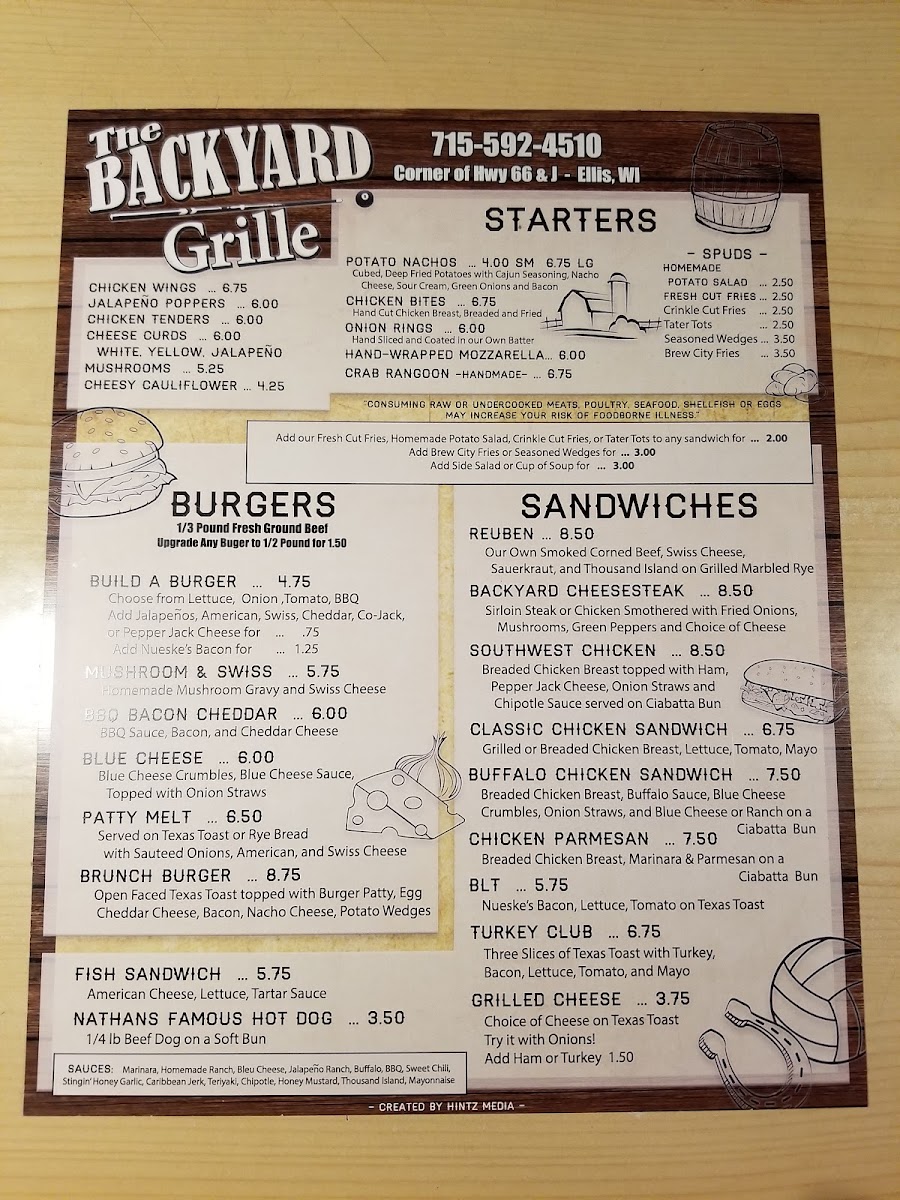 The
BACKYARD
Grille
715-592-4510
Corner of Hwy 66 & J - Ellis, WI
CHICKEN WINGS ... 6.75
JALAPEÑO POPPERS ... 6.00
CHICKEN TENDERS ... 6.00
CHEESE CURDS ... 6.00
WHITE, YELLOW, JALAPEÑO
MUSHROOMS ... 5.25
CHEESY CAULIFLOWER ... 4.25
STARTERS
POTATO NACHOS ... 4.00 SM 6.75 LG
Cubed, Deep Fried Potatoes with Cajun Seasoning, Nacho
Cheese, Sour Cream, Green Onions and Bacon
CHICKEN BITES ... 6.75
Hand Cut Chicken Breast, Breaded and Fried
ONION RINGS ... 6.00
Hand Sliced and Coated in our Own Batter
HAND-WRAPPED MOZZARELLA... 6.00
CRAB RANGOON -HANDMADE- ... 6.75
- SPUDS -
HOMEMADE
POTATO SALAD ... 2.50
FRESH CUT FRIES ... 2.50
Crinkle Cut Fries ... 2.50
Tater Tots ... 2.50
Seasoned Wedges ... 3.50
Brew City Fries ... 3.50
"CONSUMING RAW OR UNDERCOOKED MEATS, POULTRY, SEAFOOD, SHELLFISH OR EGGS
MAY INCREASE YOUR RISK OF FOODBORNE ILLNESS."
Add our Fresh Cut Fries, Homemade Potato Salad, Crinkle Cut Fries, or Tater Tots to any sandwich for ... 2.00
Add Brew City Fries or Seasoned Wedges for ... 3.00
Add Side Salad or Cup of Soup for ... 3.00
BURGERS
1/3 Pound Fresh Ground Beef
Upgrade Any Buger to 1/2 Pound for 1.50
BUILD A BURGER ... 4.75
Choose from Lettuce, Onion ,Tomato, BBQ
Add Jalapeños, American, Swiss, Cheddar, Co-Jack,
or Pepper Jack Cheese for ... .75
Add Nueske's Bacon for ... 1.25
MUSHROOM & SWISS ... 5.75
Homemade Mushroom Gravy and Swiss Cheese
BBQ BACON CHEDDAR ... 6.00
BBQ Sauce, Bacon, and Cheddar Cheese
BLUE CHEESE ... 6.00
Blue Cheese Crumbles, Blue Cheese Sauce,
Topped with Onion Straws
PATTY MELT ... 6.50
Served on Texas Toast or Rye Bread
with Sauteed Onions, American, and Swiss Cheese
BRUNCH BURGER ... 8.75
Open Faced Texas Toast topped with Burger Patty, Egg
Cheddar Cheese, Bacon, Nacho Cheese, Potato Wedges
FISH SANDWICH ... 5.75
American Cheese, Lettuce, Tartar Sauce
NATHANS FAMOUS HOT DOG ... 3.50
1/4 lb Beef Dog on a Soft Bun
SAUCES: Marinara, Homemade Ranch, Bleu Cheese, Jalapeño Ranch, Buffalo, BBQ, Sweet Chili,
Stingin' Honey Garlic, Caribbean Jerk, Teriyaki, Chipotle, Honey Mustard, Thousand Island, Mayonnaise
SANDWICHES
REUBEN ... 8.50
Our Own Smoked Corned Beef, Swiss Cheese,
Sauerkraut, and Thousand Island on Grilled Marbled Rye
BACKYARD CHEESESTEAK ... 8.50
Sirloin Steak or Chicken Smothered with Fried Onions,
Mushrooms, Green Peppers and Choice of Cheese
SOUTHWEST CHICKEN ... 8.50
Breaded Chicken Breast topped with Ham,
Pepper Jack Cheese, Onion Straws and
Chipotle Sauce served on Ciabatta Bun
CLASSIC CHICKEN SANDWICH ... 6.75
Grilled or Breaded Chicken Breast, Lettuce, Tomato, Mayo
BUFFALO CHICKEN SANDWICH ... 7.50
Breaded Chicken Breast, Buffalo Sauce, Blue Cheese
Crumbles, Onion Straws, and Blue Cheese or Ranch on a
Ciabatta Bun
CHICKEN PARMESAN ... 7.50
Breaded Chicken Breast, Marinara & Parmesan on a
Ciabatta Bun
BLT ... 5.75
Nueske's Bacon, Lettuce, Tomato on Texas Toast
TURKEY CLUB ... 6.75
Three Slices of Texas Toast with Turkey,
Bacon, Lettuce, Tomato, and Mayo
GRILLED CHEESE ... 3.75
Choice of Cheese on Texas Toast
Try it with Onions!
Add Ham or Turkey 1.50
- CREATED BY HINTZ MEDIA -